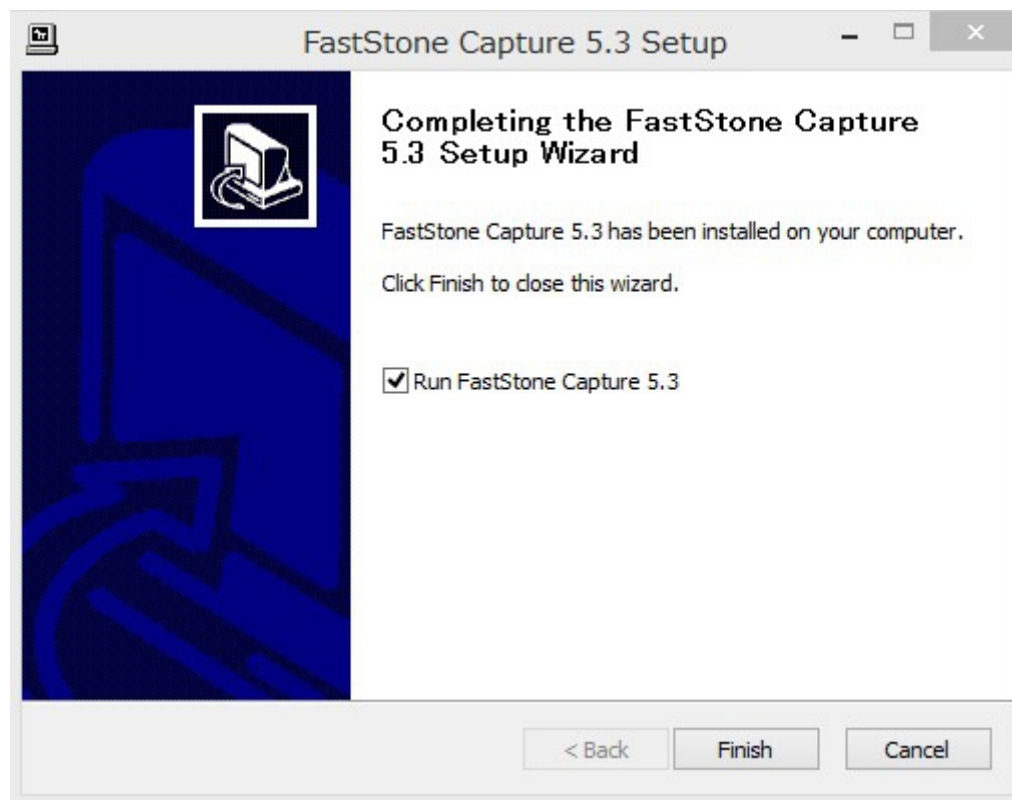 FastStone Capture 5.3 Setup
Completing the FastStone Capture
5.3 Setup Wizard
FastStone Capture 5.3 has been installed on your computer.
Click Finish to close this wizard.
Run FastStone Capture 5.3
< Back
Finish
Cancel